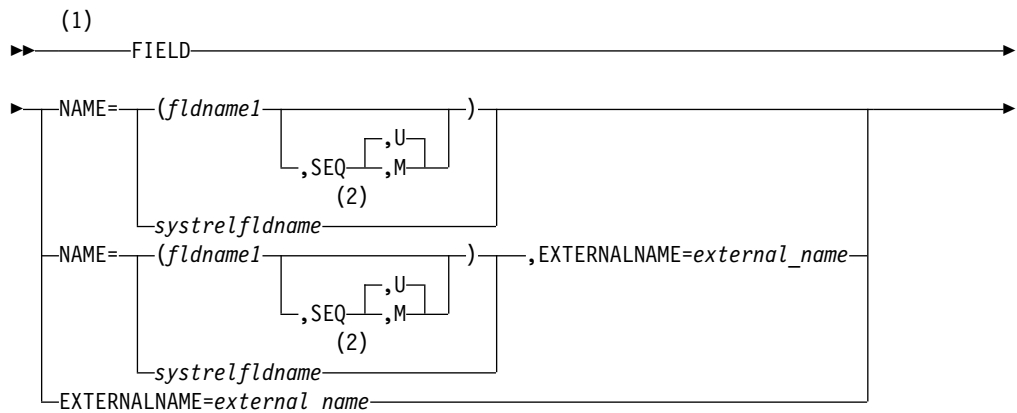 (1)
FIELD
NAME= (fldname1 )
,U
,SEQ ,M
(2)
systrelfldname
NAME= (fldname1 ) ,EXTERNALNAME=external_name
,U
,SEQ ,M
(2)
systrelfldname
EXTERNALNAME=external_name